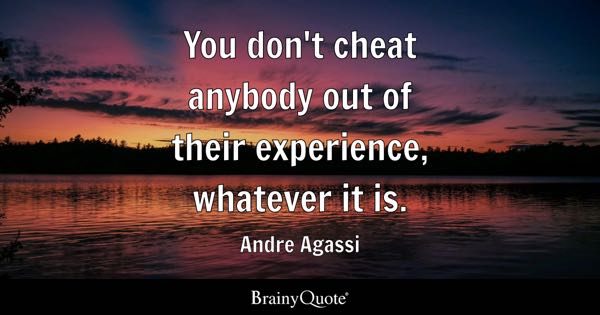 You don't cheat
anybody out of
their experience,
whatever it is.
Andre Agassi
BrainyQuote®